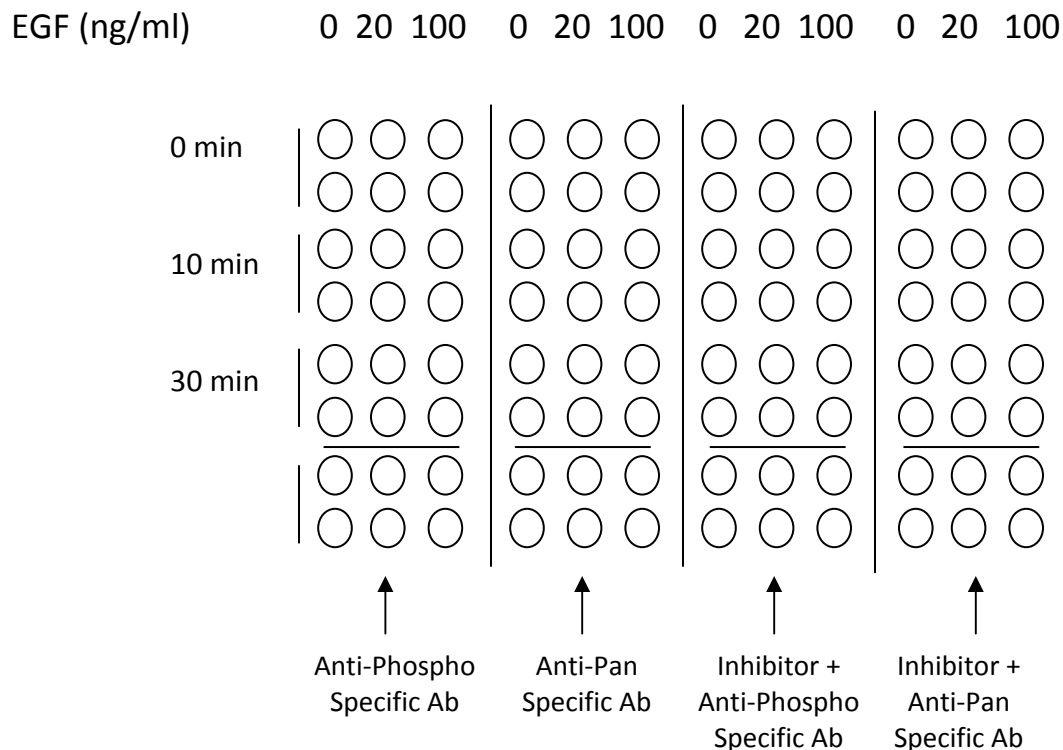 EGF (ng/ml) 0 20 100 0 20 100 0 20 100 0 20 100
0 min
10 min
30 min
Anti-Phospho Specific Ab
Anti-Pan Specific Ab
Inhibitor + Anti-Phospho Specific Ab
Inhibitor + Anti-Pan Specific Ab